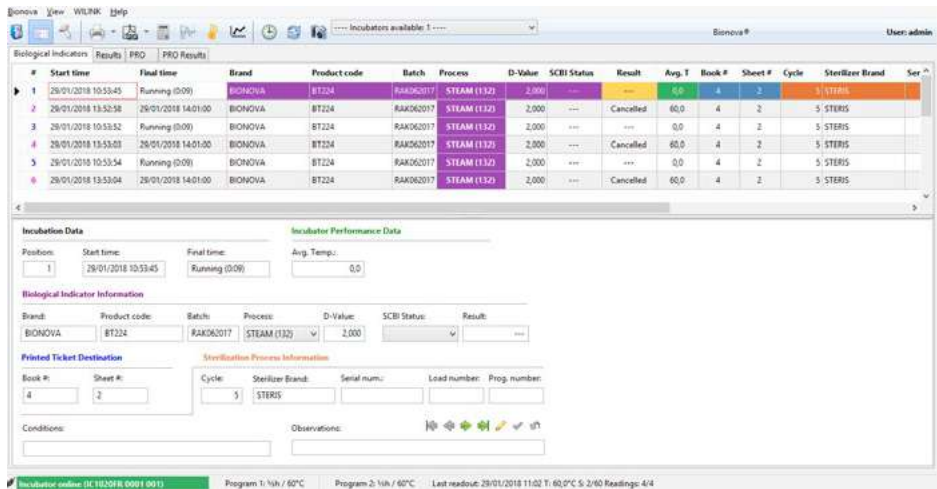 Bionova View WILINK Help
---- Incubators available: 1 ---- Bionova® User: admin
Biological Indicators Results PRO PRO Results
# Start time Final time Brand Product code Batch Process D-Value SCBI Status Result Avg. T Book # Sheet # Cycle Sterilizer Brand Ser
1 29/01/2018 10:53:45 Running (0:09) BIONOVA BT224 RAK062017 STEAM (132) 2,000 --- --- 0,0 4 2 5 STERIS
2 29/01/2018 13:52:58 29/01/2018 14:01:00 BIONOVA BT224 RAK062017 STEAM (132) 2,000 --- Cancelled 60,0 4 2 5 STERIS
3 29/01/2018 10:53:52 Running (0:09) BIONOVA BT224 RAK062017 STEAM (132) 2,000 --- --- 0,0 4 2 5 STERIS
4 29/01/2018 13:53:03 29/01/2018 14:01:00 BIONOVA BT224 RAK062017 STEAM (132) 2,000 --- Cancelled 60,0 4 2 5 STERIS
5 29/01/2018 10:53:54 Running (0:09) BIONOVA BT224 RAK062017 STEAM (132) 2,000 --- --- 0,0 4 2 5 STERIS
6 29/01/2018 13:53:04 29/01/2018 14:01:00 BIONOVA BT224 RAK062017 STEAM (132) 2,000 --- Cancelled 60,0 4 2 5 STERIS
Incubation Data Incubator Performance Data
Position: Start time: Final time: Avg. Temp.:
1 29/01/2018 10:53:45 Running (0:09) 0,0
Biological Indicator Information
Brand: Product code: Batch: Process: D-Value: SCBI Status: Result:
BIONOVA BT224 RAK062017 STEAM (132) 2,000 ---
Printed Ticket Destination Sterilization Process Information
Book #: Sheet #: Cycle: Sterilizer Brand: Serial num.: Load number: Prog. number:
4 2 5 STERIS
Conditions: Observations:
Incubator online (IC1020FR 0001 001) Program 1: ½h / 60°C Program 2: ½h / 60°C Last readout: 29/01/2018 11:02 T: 60,0°C S: 2/60 Readings: 4/4